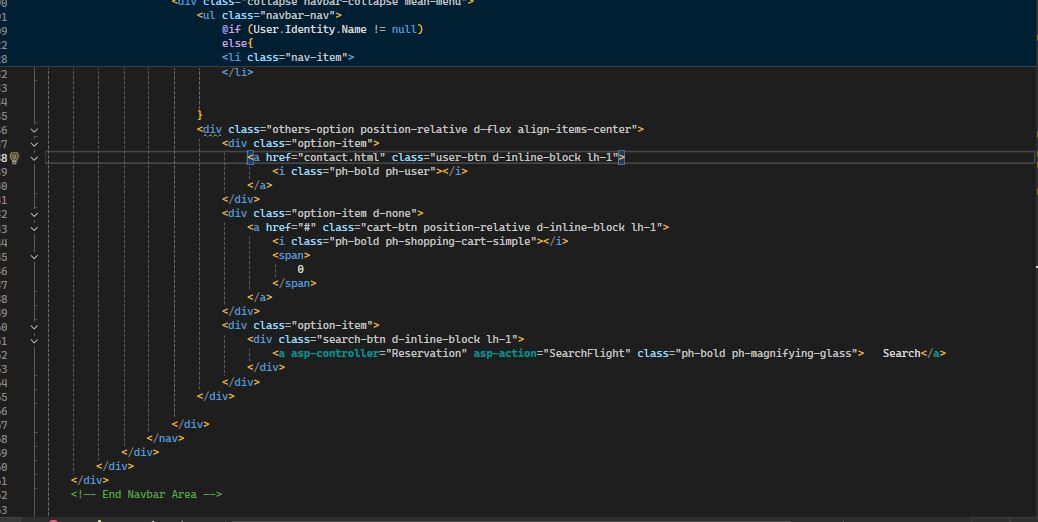 <div class="collapse navbar-collapse mean-menu">
<ul class="navbar-nav">
@if (User.Identity.Name != null)
else{
<li class="nav-item">
</li>
}
<div class="others-option position-relative d-flex align-items-center">
<div class="option-item">
<a href="contact.html" class="user-btn d-inline-block lh-1">
<i class="ph-bold ph-user"></i>
</a>
</div>
<div class="option-item d-none">
<a href="#" class="cart-btn position-relative d-inline-block lh-1">
<i class="ph-bold ph-shopping-cart-simple"></i>
<span>
0
</span>
</a>
</div>
<div class="option-item">
<div class="search-btn d-inline-block lh-1">
<a asp-controller="Reservation" asp-action="SearchFlight" class="ph-bold ph-magnifying-glass"> Search</a>
</div>
</div>
</div>
</div>
</nav>
</div>
</div>
</div>
<!-- End Navbar Area -->